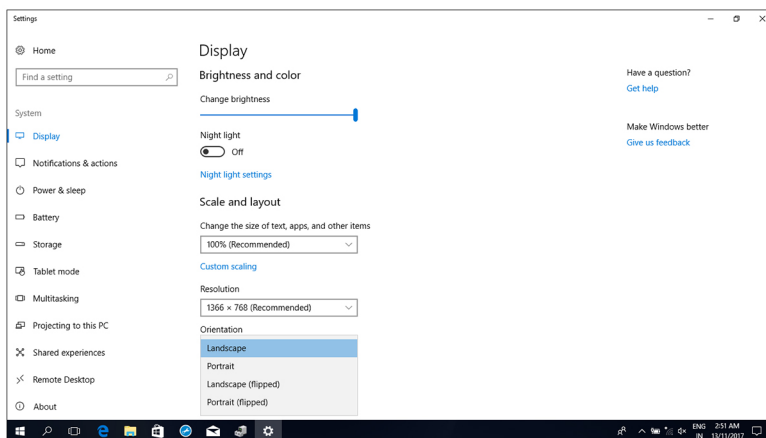 Settings
Home
Find a setting
System
Display
Notifications & actions
Power & sleep
Battery
Storage
Tablet mode
Multitasking
Projecting to this PC
Shared experiences
Remote Desktop
About
Display
Brightness and color
Change brightness
Night light
Off
Night light settings
Scale and layout
Change the size of text, apps, and other items
100% (Recommended)
Custom scaling
Resolution
1366 × 768 (Recommended)
Orientation
Landscape
Portrait
Landscape (flipped)
Portrait (flipped)
Have a question?
Get help
Make Windows better
Give us feedback
ENG 2:51 AM
IN 13/11/2017